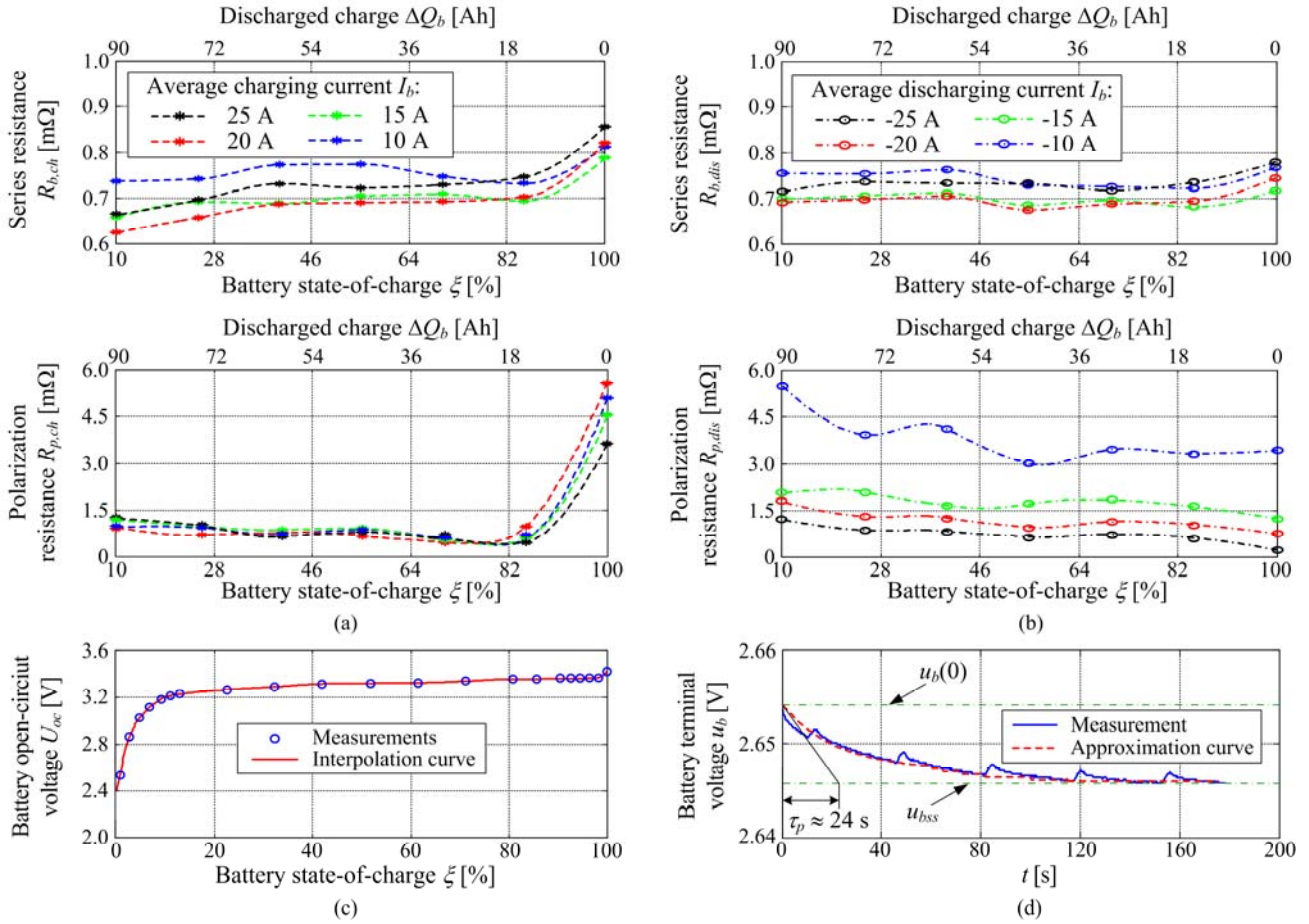 Discharged charge ΔQb [Ah]
90 72 54 36 18 0
Series resistance
Rb,ch [mΩ]
1.0
0.9
0.8
0.7
0.6
Average charging current Ib:
25 A 15 A
20 A 10 A
10 28 46 64 82 100
Battery state-of-charge ξ [%]
Discharged charge ΔQb [Ah]
90 72 54 36 18 0
Series resistance
Rb,dis [mΩ]
1.0
0.9
0.8
0.7
0.6
Average discharging current Ib:
-25 A -15 A
-20 A -10 A
10 28 46 64 82 100
Battery state-of-charge ξ [%]
Discharged charge ΔQb [Ah]
90 72 54 36 18 0
Polarization
resistance Rp,ch [mΩ]
6.0
4.5
3.0
1.5
0
10 28 46 64 82 100
Battery state-of-charge ξ [%]
(a)
Discharged charge ΔQb [Ah]
90 72 54 36 18 0
Polarization
resistance Rp,dis [mΩ]
6.0
4.5
3.0
1.5
0
10 28 46 64 82 100
Battery state-of-charge ξ [%]
(b)
Battery open-circiut
voltage Uoc [V]
3.6
3.2
2.8
2.4
2.0
Measurements
Interpolation curve
0 20 40 60 80 100
Battery state-of-charge ξ [%]
(c)
Battery terminal
voltage ub [V]
2.66
2.65
2.64
ub(0)
Measurement
Approximation curve
τp ≈ 24 s
ubss
0 40 80 120 160 200
t [s]
(d)